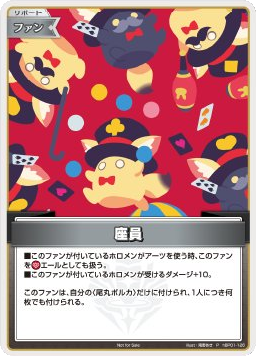 サポート
ファン
座員
■このファンが付いているホロメンがアーツを使う時、このファンを エールとしても扱う。
■このファンが付いているホロメンが受けるダメージ+10。
このファンは、自分の〈尾丸ポルカ〉だけに付けられ、1人につき何枚でも付けられる。
Not for Sale
Illust
P